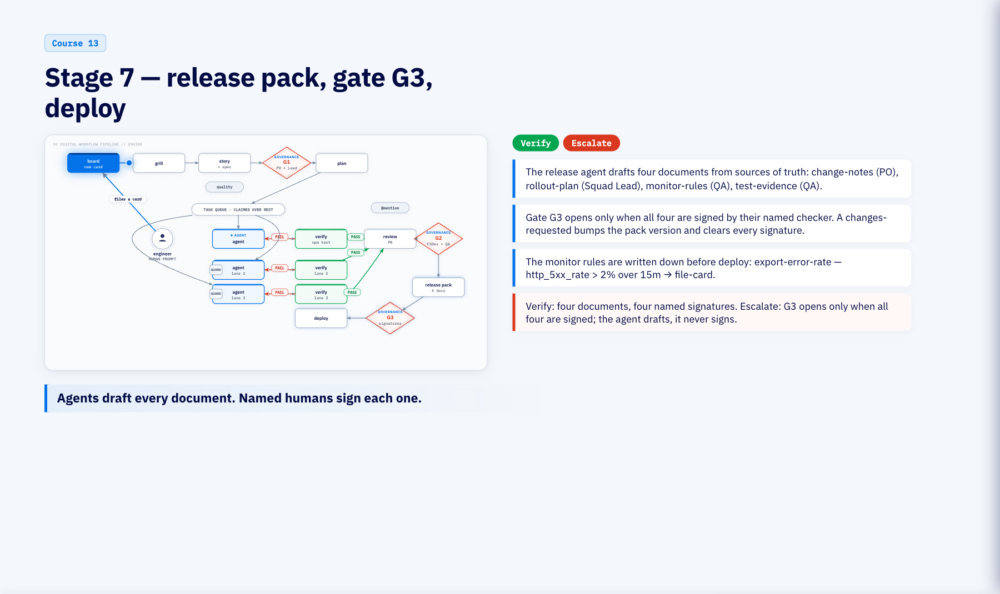 Course 13
Stage 7 — release pack, gate G3,
deploy
SC DIGITAL WORKFLOW PIPELINE // ENGINE
board
new card
grill
story
+ spec
GOVERNANCE
G1
PO + Lead
plan
quality
files a card
TASK QUEUE · CLAIMED OVER REST
@mention
engineer
HUMAN PROMPT
✦ AGENT
agent
FAIL
verify
npm test
PASS
review
PR
GOVERNANCE
G2
FSDev + QA
PASS
GUARD
agent
lane 2
FAIL
verify
lane 2
GUARD
agent
lane 3
FAIL
verify
lane 3
PASS
release pack
4 docs
deploy
GOVERNANCE
G3
signatures
Verify
Escalate
The release agent drafts four documents from sources of truth: change-notes (PO),
rollout-plan (Squad Lead), monitor-rules (QA), test-evidence (QA).
Gate G3 opens only when all four are signed by their named checker. A changes-
requested bumps the pack version and clears every signature.
The monitor rules are written down before deploy: export-error-rate —
http_5xx_rate > 2% over 15m → file-card.
Verify: four documents, four named signatures. Escalate: G3 opens only when all
four are signed; the agent drafts, it never signs.
Agents draft every document. Named humans sign each one.